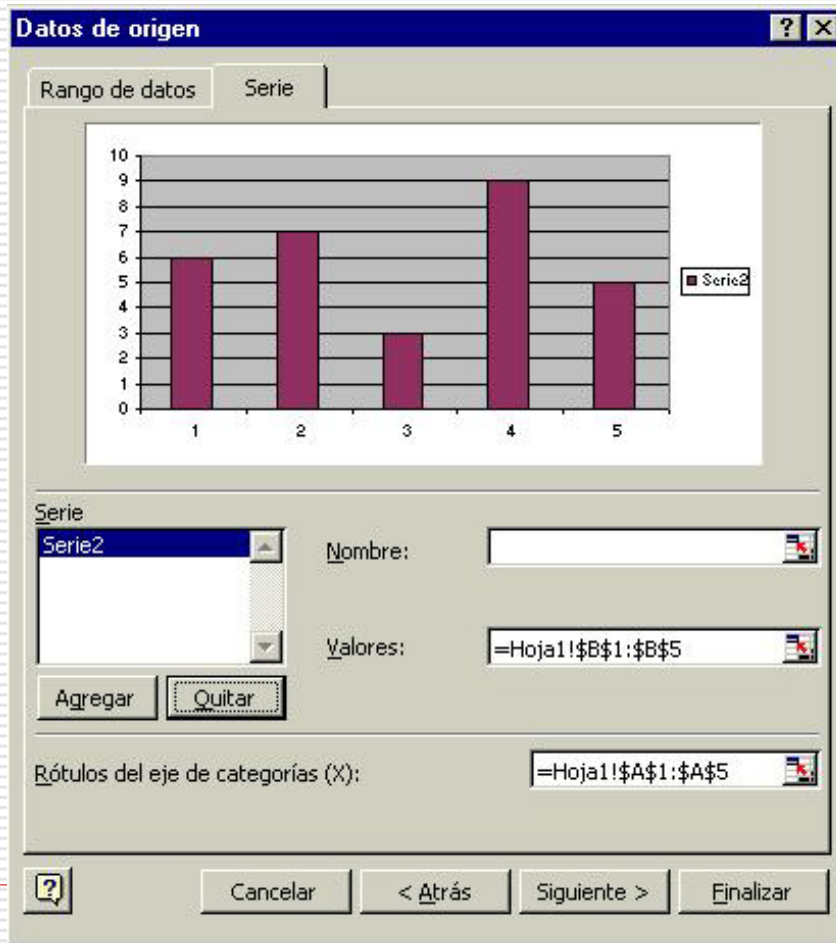 Datos de origen
Rango de datos Serie
10
9
8
7
6
5
4
3
2
1
0
1 2 3 4 5
Serie2
Serie
Serie2
Nombre:
Valores: =Hoja1!$B$1:$B$5
Agregar Quitar
Rótulos del eje de categorías (X): =Hoja1!$A$1:$A$5
Cancelar < Atrás Siguiente > Finalizar